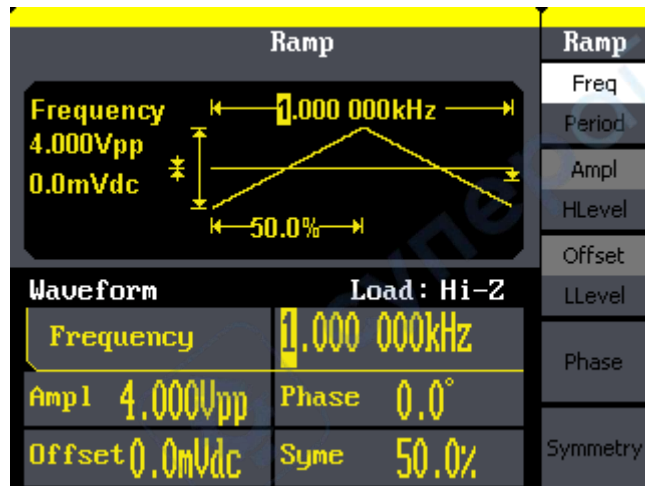 Ramp
Frequency
1.000 000kHz
4.000Vpp
0.0mVdc
50.0%
Waveform Load: Hi-Z
Frequency 1.000 000kHz
Ampl 4.000Vpp Phase 0.0°
Offset 0.0mVdc Syme 50.0%
Ramp
Freq
Period
Ampl
HLevel
Offset
LLevel
Phase
Symmetry